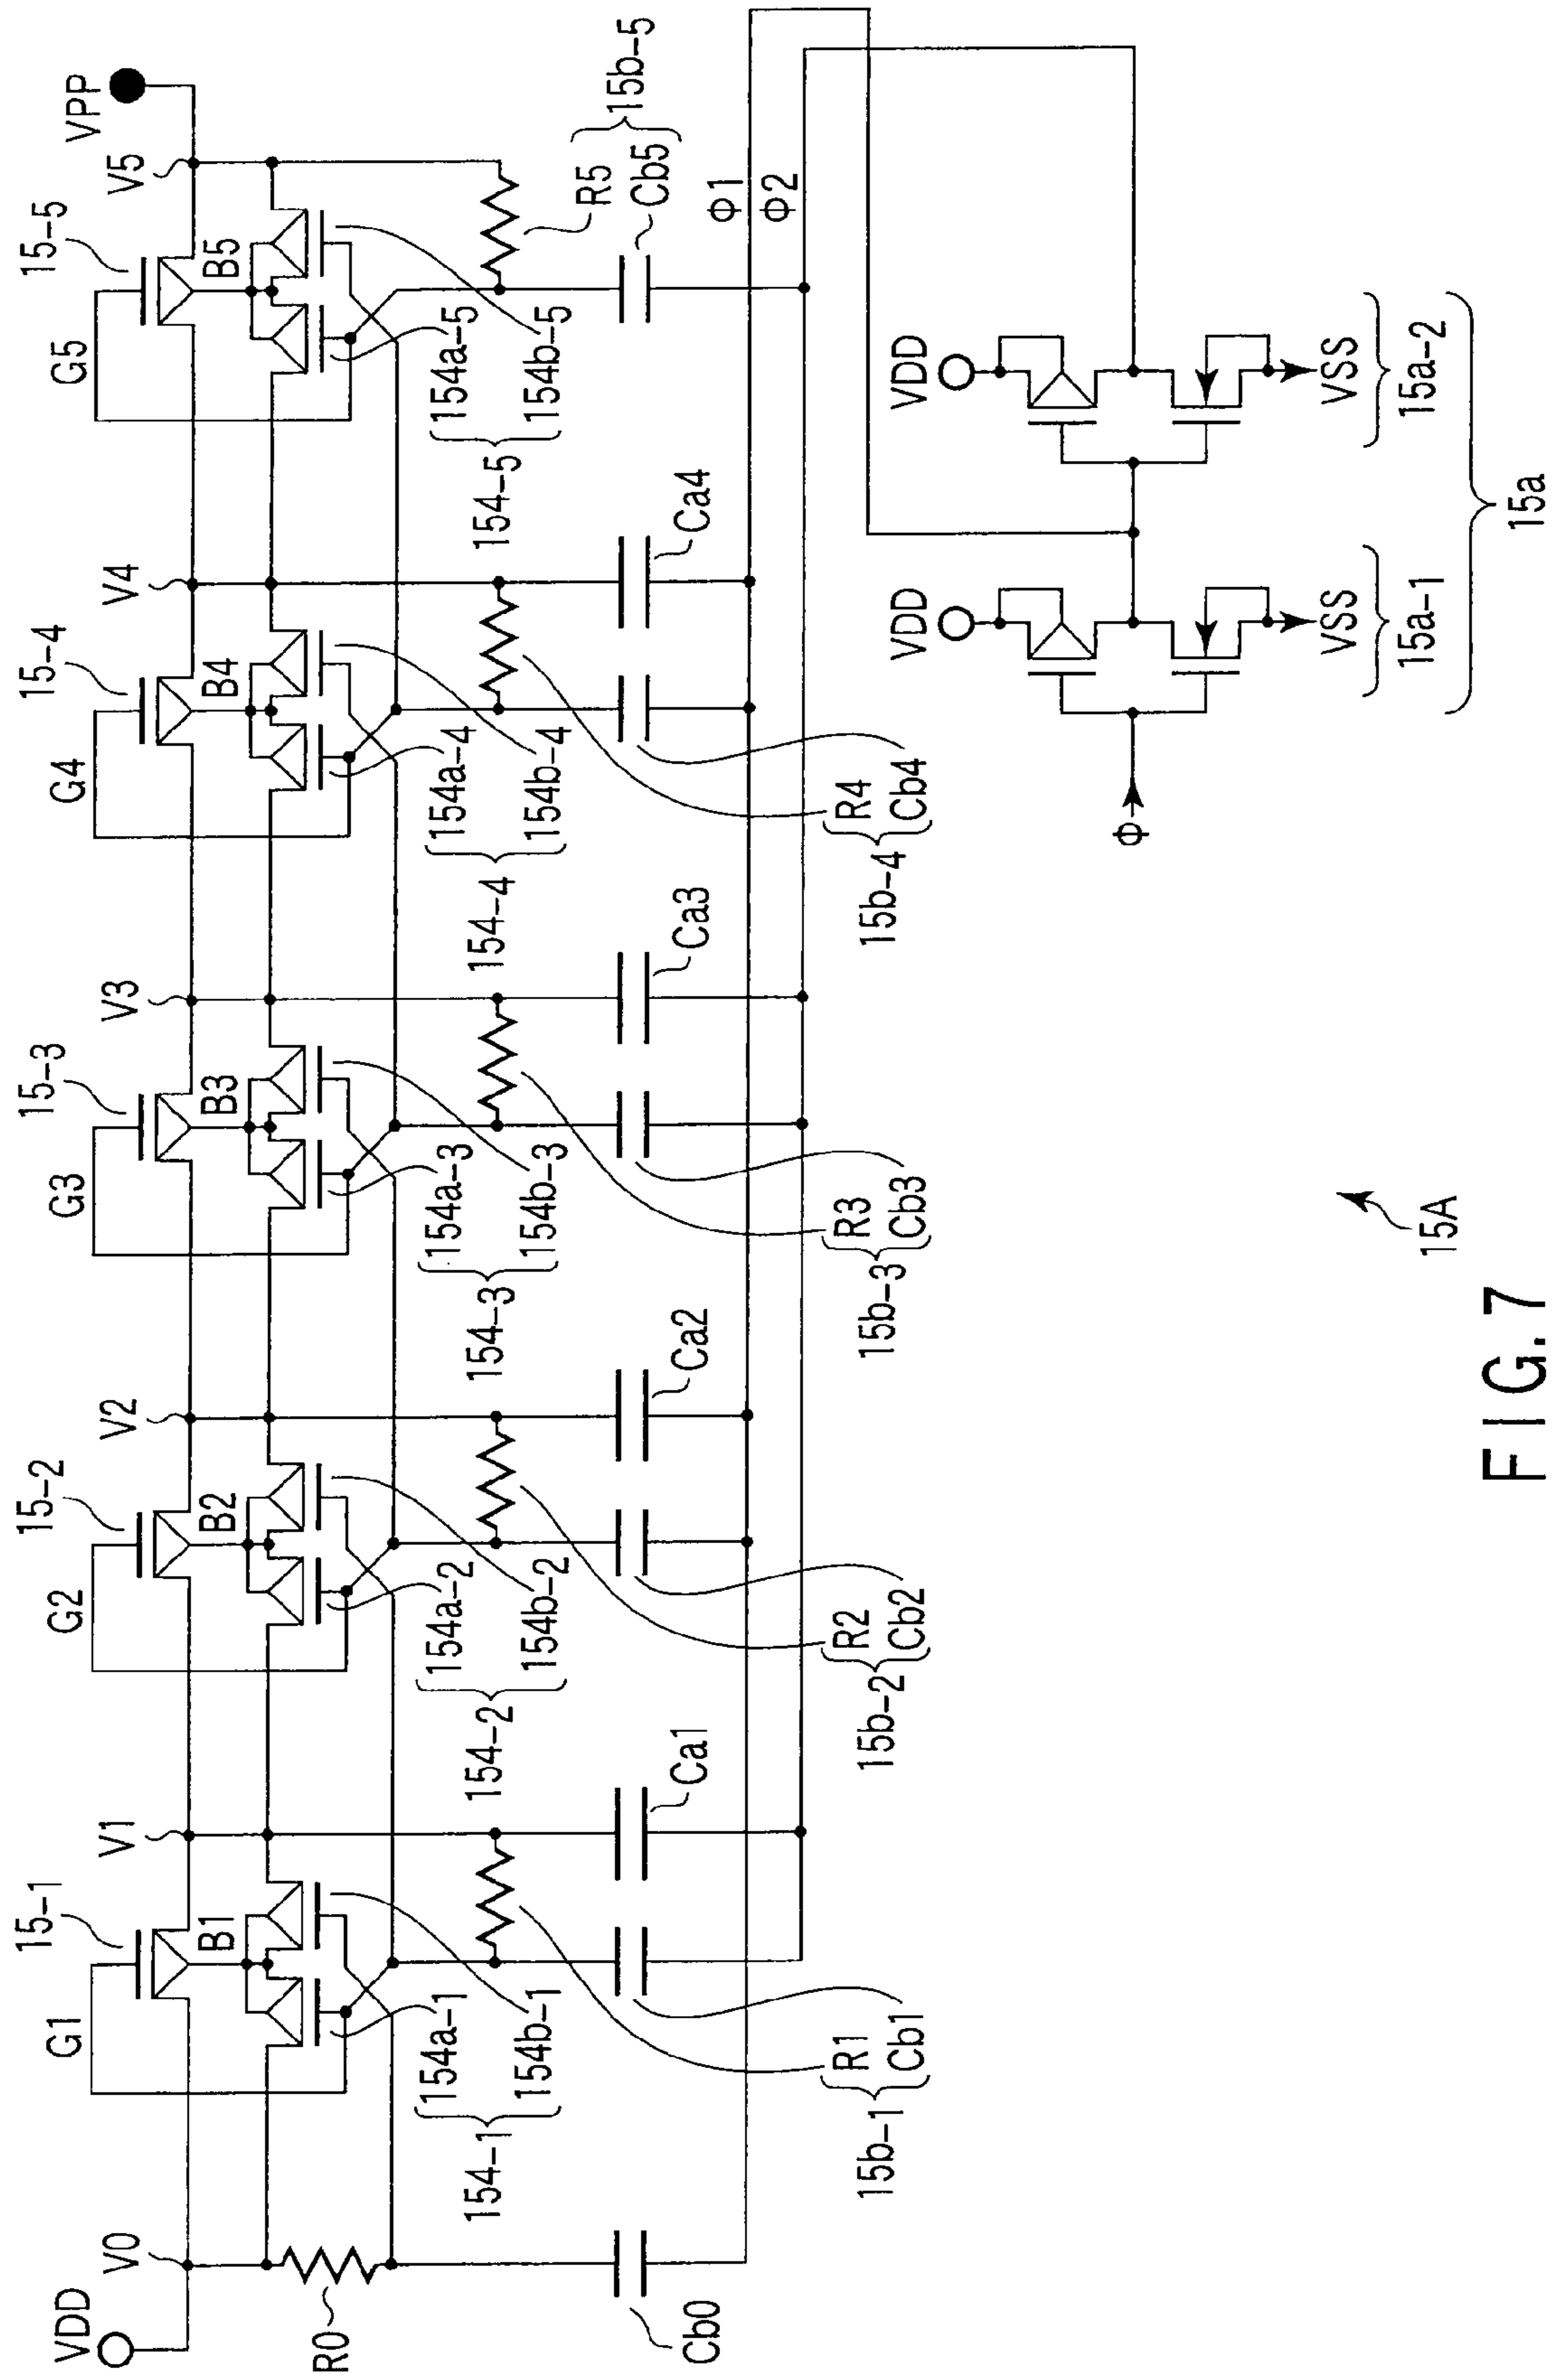 VDD
V0
R0
Cb0
15-1
G1
B1
V1
154a-1
154b-1
154-1
R1
Cb1
15b-1
Ca1
15-2
G2
B2
V2
154a-2
154b-2
154-2
R2
Cb2
15b-2
Ca2
15-3
G3
B3
V3
154a-3
154b-3
154-3
R3
Cb3
15b-3
Ca3
15-4
G4
B4
V4
154a-4
154b-4
154-4
R4
Cb4
15b-4
Ca4
15-5
G5
B5
V5
VPP
154a-5
154b-5
154-5
R5
Cb5
15b-5
Φ1
Φ2
Φ
VDD
VSS
15a-1
VDD
VSS
15a-2
15a
15A
FIG. 7